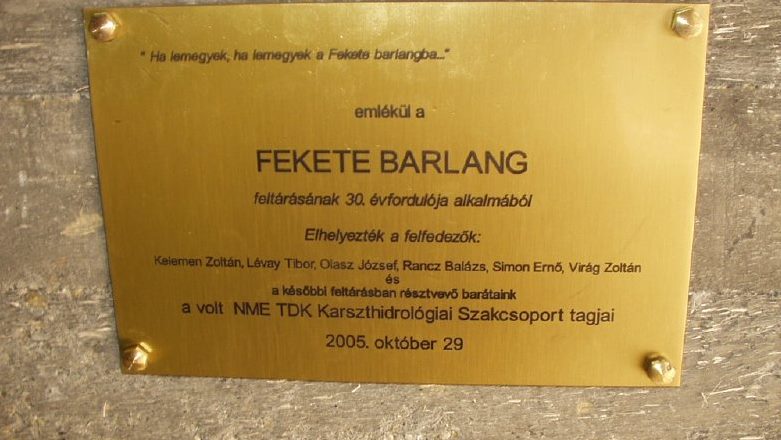 " Ha lemegyek, ha lemegyek a Fekete barlangba..."
emlékül a
FEKETE BARLANG
feltárásának 30. évfordulója alkalmából
Elhelyezték a felfedezők:
Kelemen Zoltán, Lévay Tibor, Olasz József, Rancz Balázs, Simon Ernő, Virág Zoltán
és
a későbbi feltárásban résztvevő barátaink
a volt NME TDK Karszthidrológiai Szakcsoport tagjai
2005. október 29